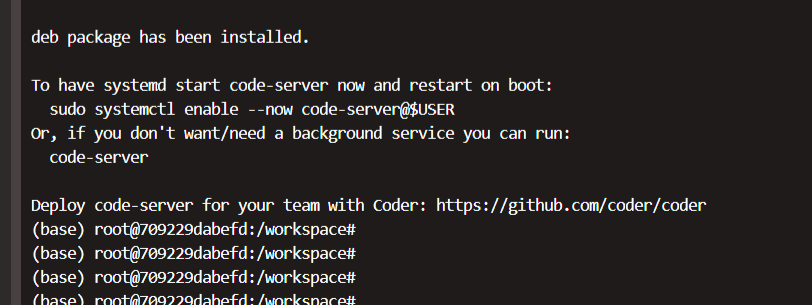 deb package has been installed.
To have systemd start code-server now and restart on boot:
sudo systemctl enable --now code-server@$USER
Or, if you don't want/need a background service you can run:
code-server
Deploy code-server for your team with Coder: https://github.com/coder/coder
(base) root@709229dabefd:/workspace#
(base) root@709229dabefd:/workspace#
(base) root@709229dabefd:/workspace#
(base) root@709229dabefd:/workspace#